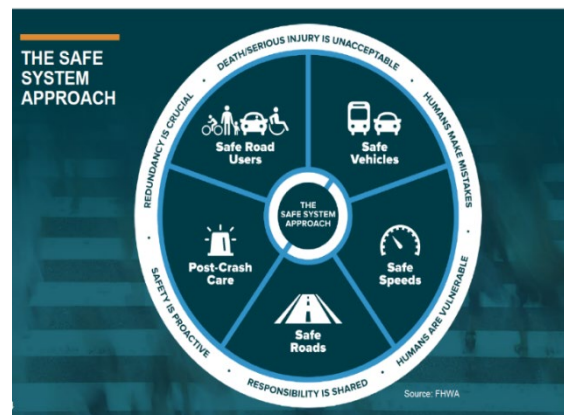 THE SAFE
SYSTEM
APPROACH
DEATH/SERIOUS INJURY IS UNACCEPTABLE
HUMANS MAKE MISTAKES
HUMANS ARE VULNERABLE
RESPONSIBILITY IS SHARED
SAFETY IS PROACTIVE
REDUNDANCY IS CRUCIAL
Safe Road
Users
Safe
Vehicles
THE
SAFE SYSTEM
APPROACH
Post-Crash
Care
Safe
Speeds
Safe
Roads
Source: FHWA